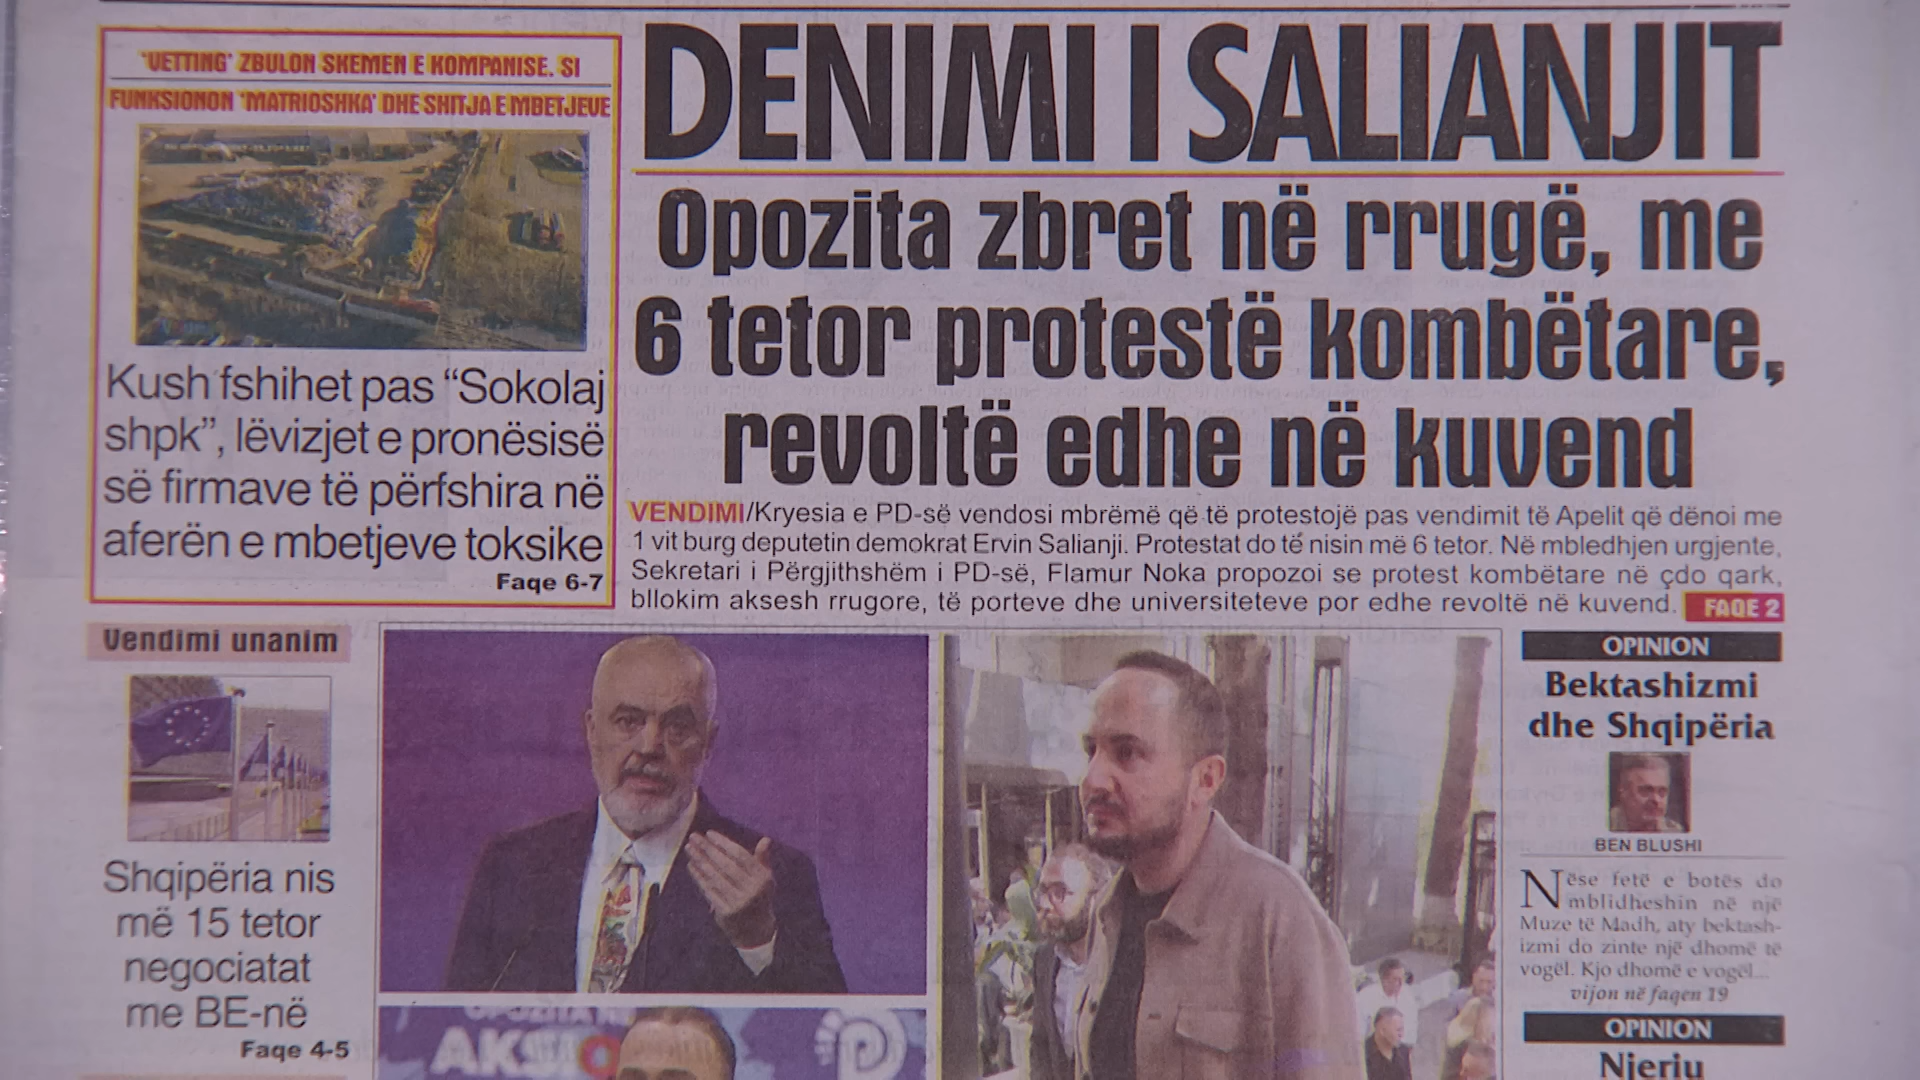 'VETTING' ZBULON SKEMEN E KOMPANISE. SI
FUNKSIONON 'MATRIOSHKA' DHE SHITJA E MBETJEVE
Kush fshihet pas “Sokolaj
shpk”, lëvizjet e pronësisë
së firmave të përfshira në
aferën e mbetjeve toksike
Faqe 6-7
DENIMI I SALIANJIT
Opozita zbret në rrugë, me
6 tetor protestë kombëtare,
revoltë edhe në kuvend
VENDIMI/Kryesia e PD-së vendosi mbrëmë që të protestojë pas vendimit të Apelit që dënoi me
1 vit burg deputetin demokrat Ervin Salianji. Protestat do të nisin më 6 tetor. Në mbledhjen urgjente,
Sekretari i Përgjithshëm i PD-së, Flamur Noka propozoi se protest kombëtare në çdo qark,
bllokim aksesh rrugore, të porteve dhe universiteteve por edhe revoltë në kuvend. FAQE 2
Vendimi unanim
Shqipëria nis
më 15 tetor
negociatat
me BE-në
Faqe 4-5
OPOZITA NË
OPINION
Bektashizmi
dhe Shqipëria
BEN BLUSHI
Nëse fetë e botës do
mblidheshin në një
Muze të Madh, aty bektash-
izmi do zinte një dhomë të
vogël. Kjo dhomë e vogël...
vijon në faqen 19
OPINION
Njeriu